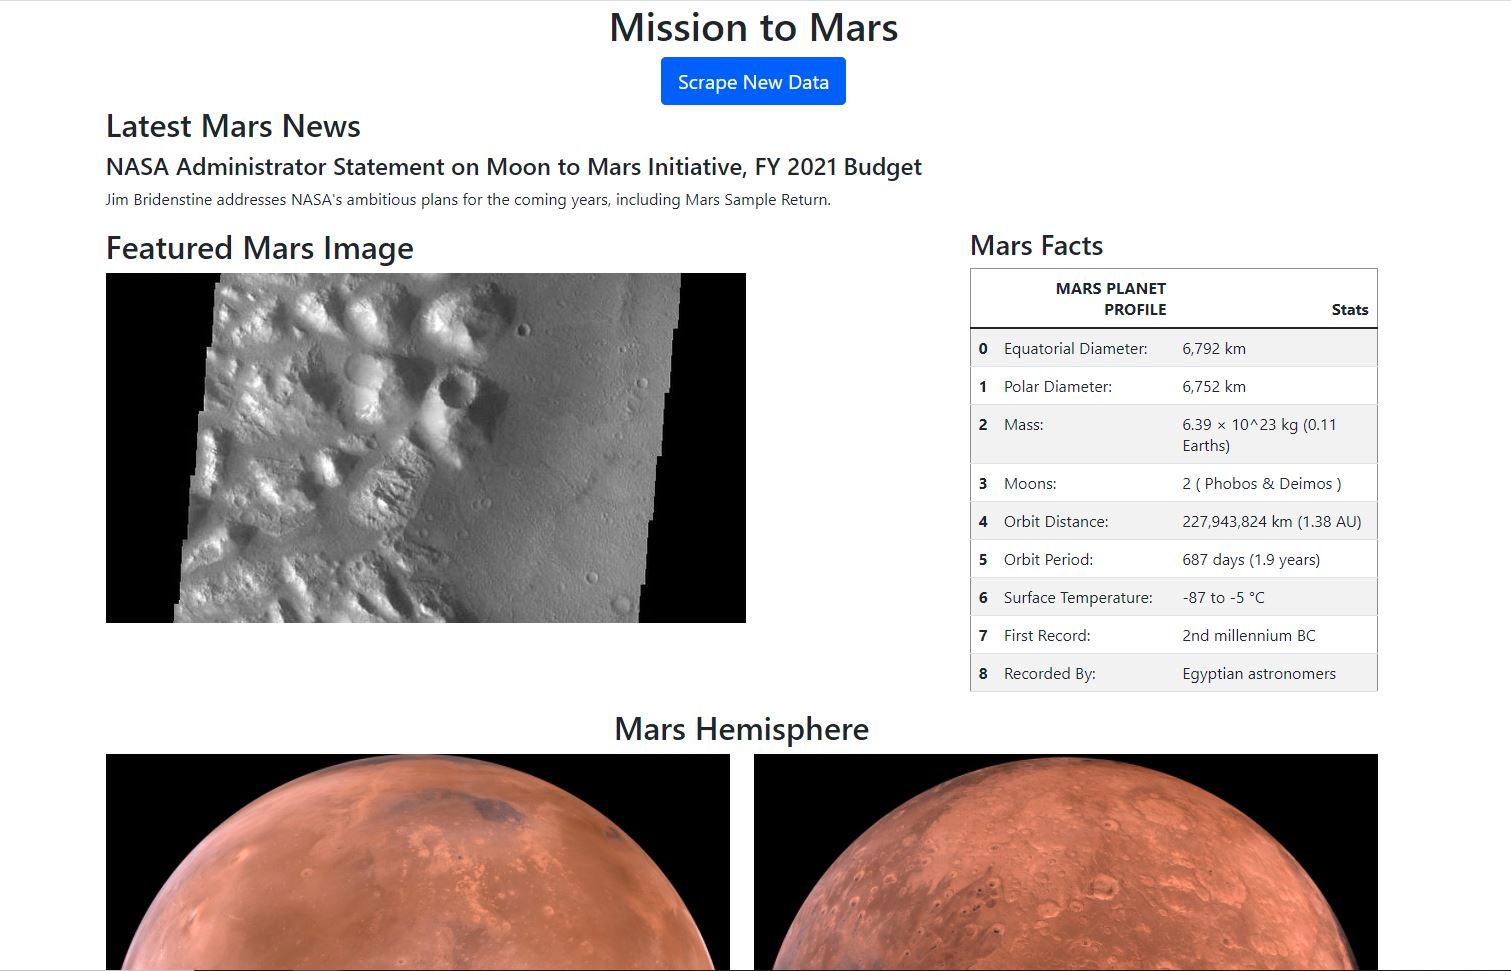 Mission to Mars
Scrape New Data
Latest Mars News
NASA Administrator Statement on Moon to Mars Initiative, FY 2021 Budget
Jim Bridenstine addresses NASA's ambitious plans for the coming years, including Mars Sample Return.
Featured Mars Image
Mars Facts
MARS PLANET
PROFILE Stats
0 Equatorial Diameter: 6,792 km
1 Polar Diameter: 6,752 km
2 Mass: 6.39 × 10^23 kg (0.11
Earths)
3 Moons: 2 ( Phobos & Deimos )
4 Orbit Distance: 227,943,824 km (1.38 AU)
5 Orbit Period: 687 days (1.9 years)
6 Surface Temperature: -87 to -5 °C
7 First Record: 2nd millennium BC
8 Recorded By: Egyptian astronomers
Mars Hemisphere